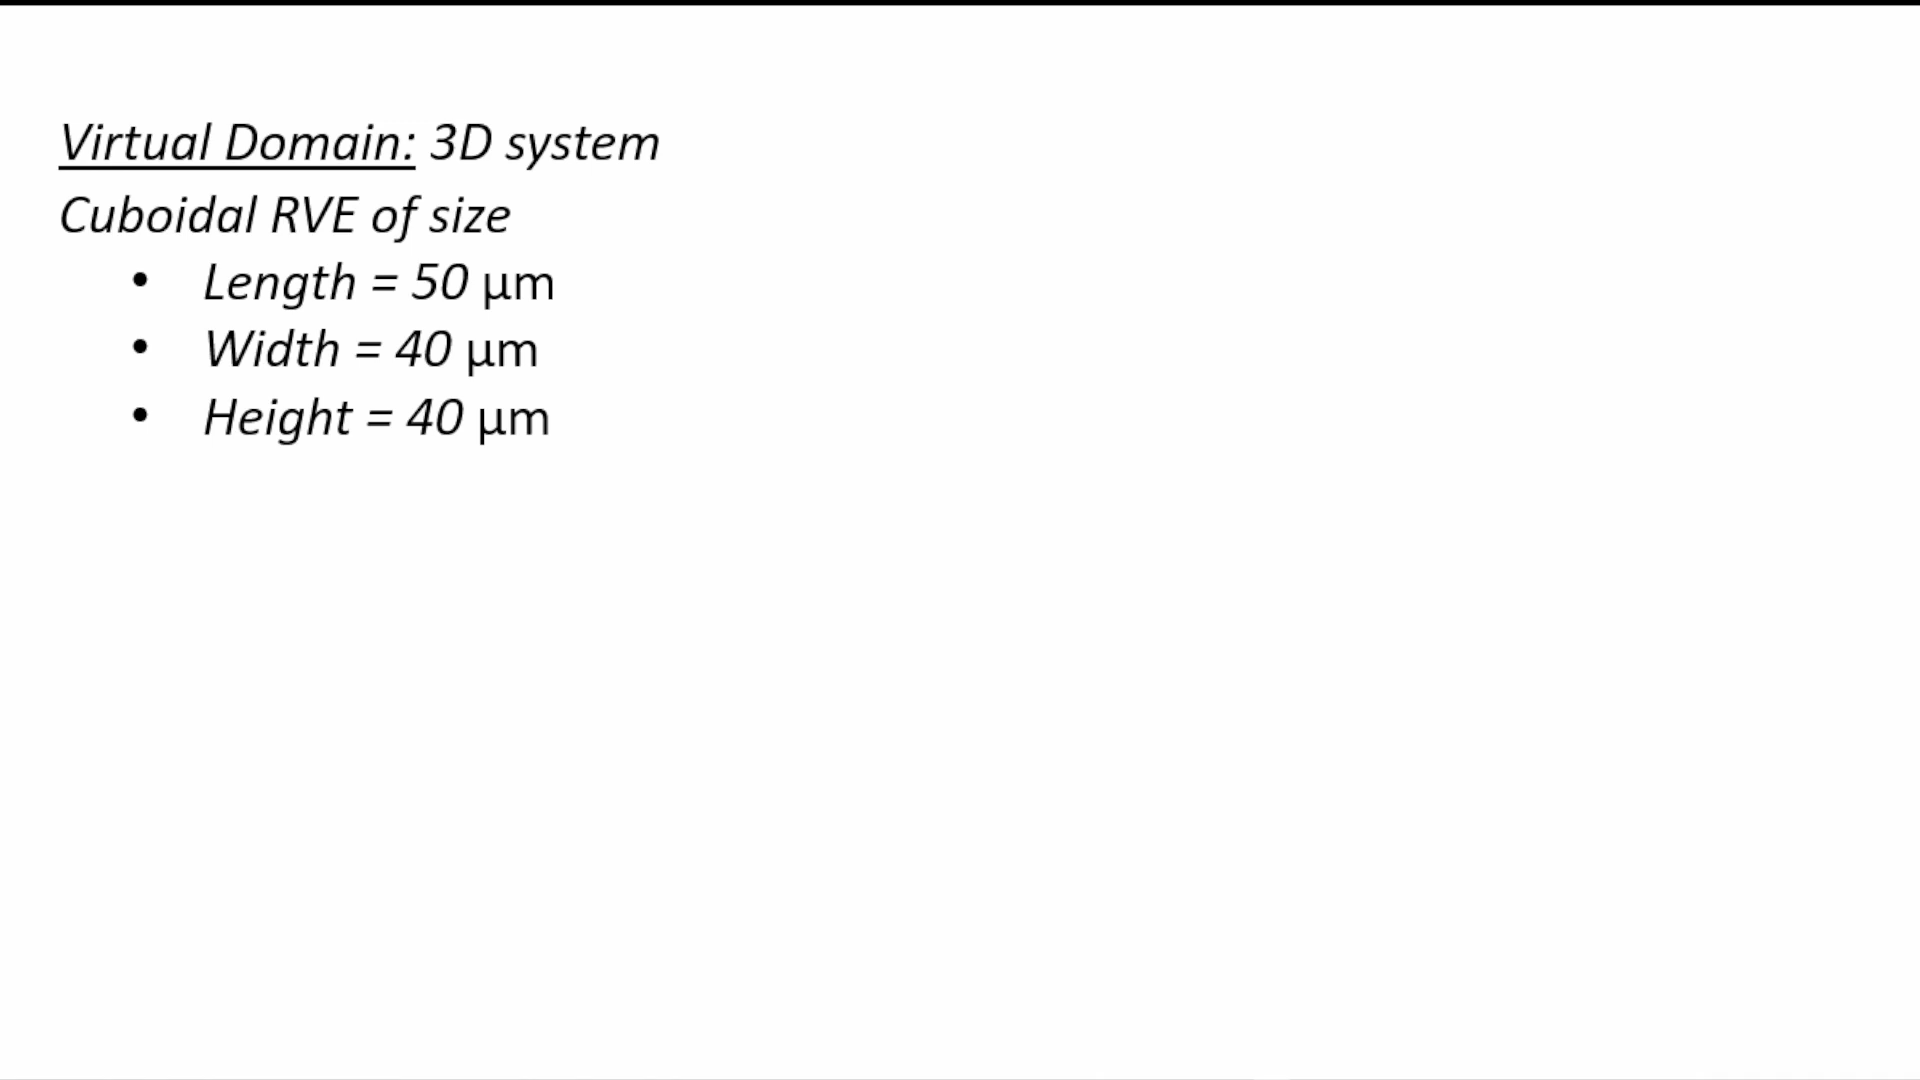 Virtual Domain: 3D system
Cuboidal RVE of size
• Length = 50 µm
• Width = 40 µm
• Height = 40 µm